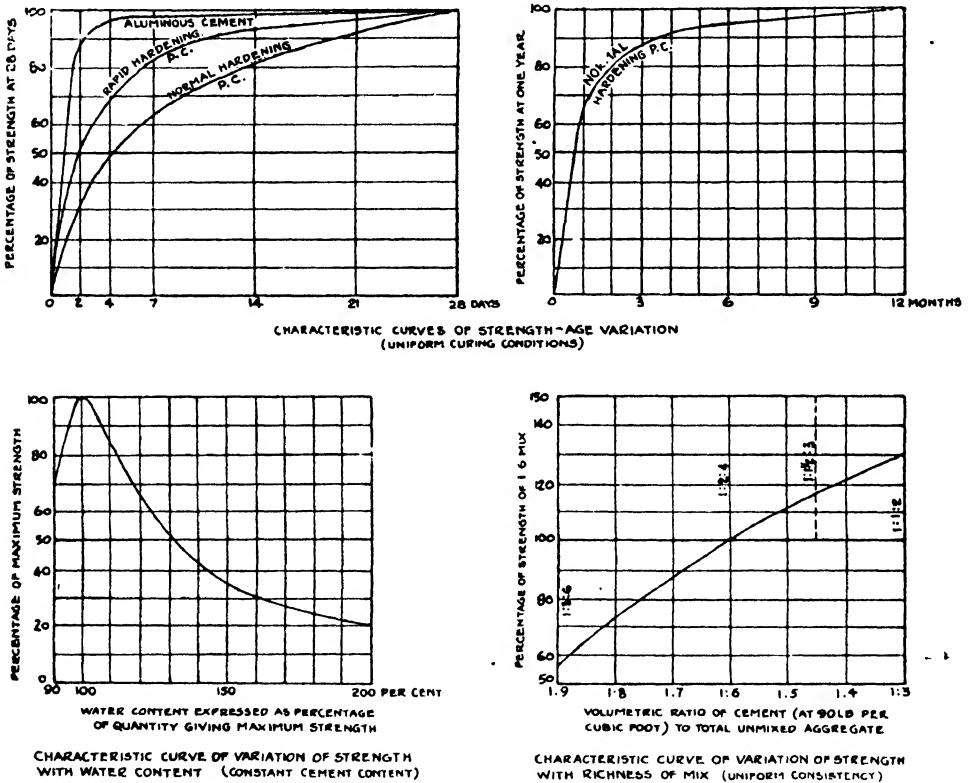 PERCENTAGE OF STRENGTH AT 28 DAYS
100
80
60
50
40
20
0
ALUMINOUS CEMENT
RAPID HARDENING P.C.
NORMAL HARDENING P.C.
0 2 4 7 14 21 28 DAYS
PERCENTAGE OF STRENGTH AT ONE YEAR
100
80
60
50
40
20
0
HARDENING P.C.
0 3 6 9 12 MONTHS
CHARACTERISTIC CURVES OF STRENGTH-AGE VARIATION
(UNIFORM CURING CONDITIONS)
PERCENTAGE OF MAXIMUM STRENGTH
100
80
60
50
40
20
0
90 100 150 200 PER CENT
WATER CONTENT EXPRESSED AS PERCENTAGE
OF QUANTITY GIVING MAXIMUM STRENGTH
CHARACTERISTIC CURVE OF VARIATION OF STRENGTH
WITH WATER CONTENT (CONSTANT CEMENT CONTENT)
PERCENTAGE OF STRENGTH OF 1 6 MIX
150
140
120
100
80
60
50
1:2:4
1:1:2
1:9 1:8 1:7 1:6 1.5 1.4 1:3
VOLUMETRIC RATIO OF CEMENT (AT 90LB PER
CUBIC FOOT) TO TOTAL UNMIXED AGGREGATE
CHARACTERISTIC CURVE OF VARIATION OF STRENGTH
WITH RICHNESS OF MIX (UNIFORM CONSISTENCY)